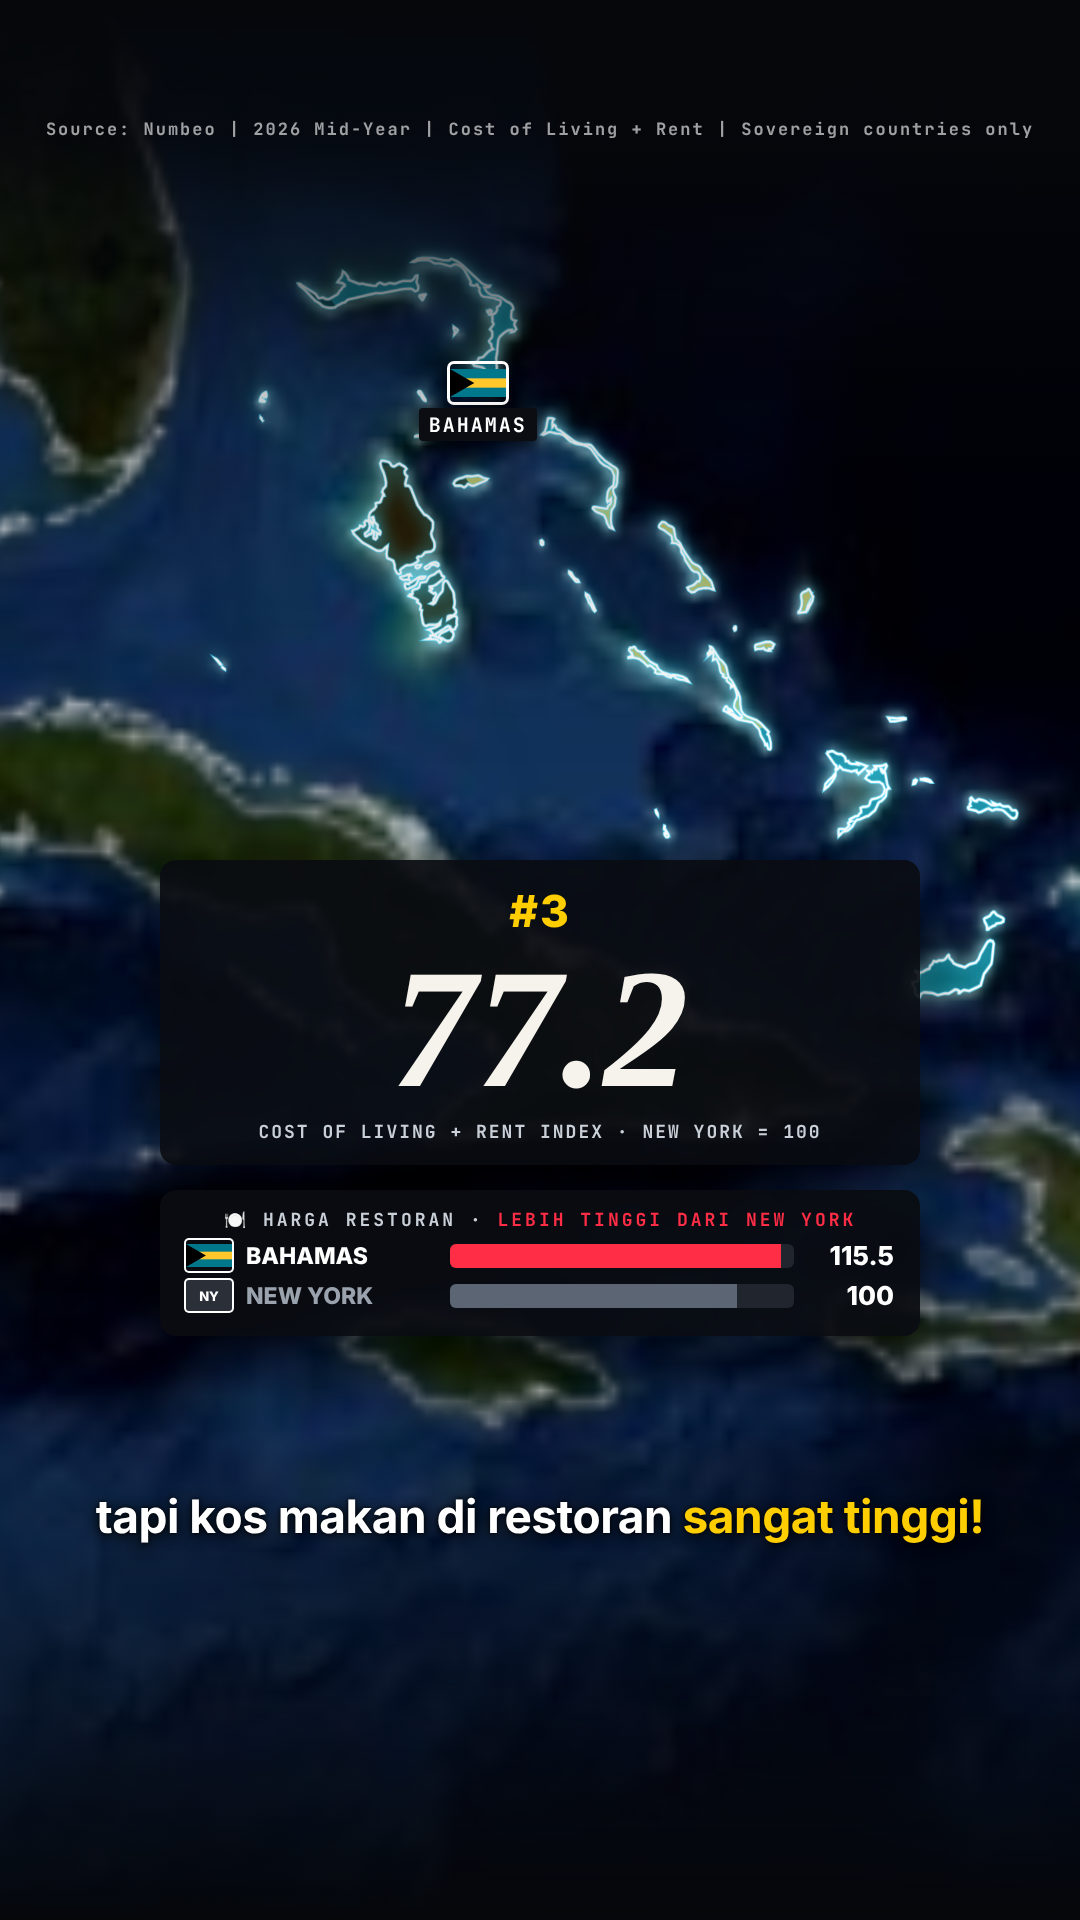 Source: Numbeo | 2026 Mid-Year | Cost of Living + Rent | Sovereign countries only
BAHAMAS
#3
77.2
COST OF LIVING + RENT INDEX · NEW YORK = 100
🍽 HARGA RESTORAN · LEBIH TINGGI DARI NEW YORK
BAHAMAS 115.5
NY NEW YORK 100
tapi kos makan di restoran sangat tinggi!